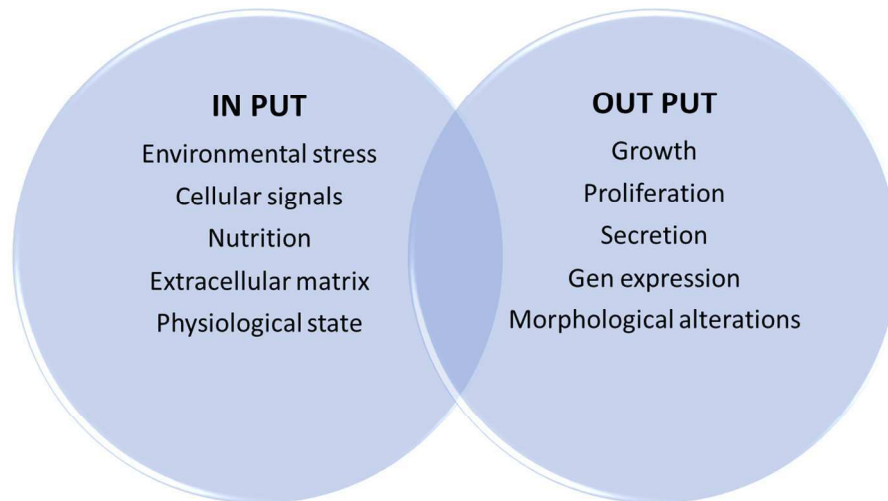 IN PUT
Environmental stress
Cellular signals
Nutrition
Extracellular matrix
Physiological state
OUT PUT
Growth
Proliferation
Secretion
Gen expression
Morphological alterations